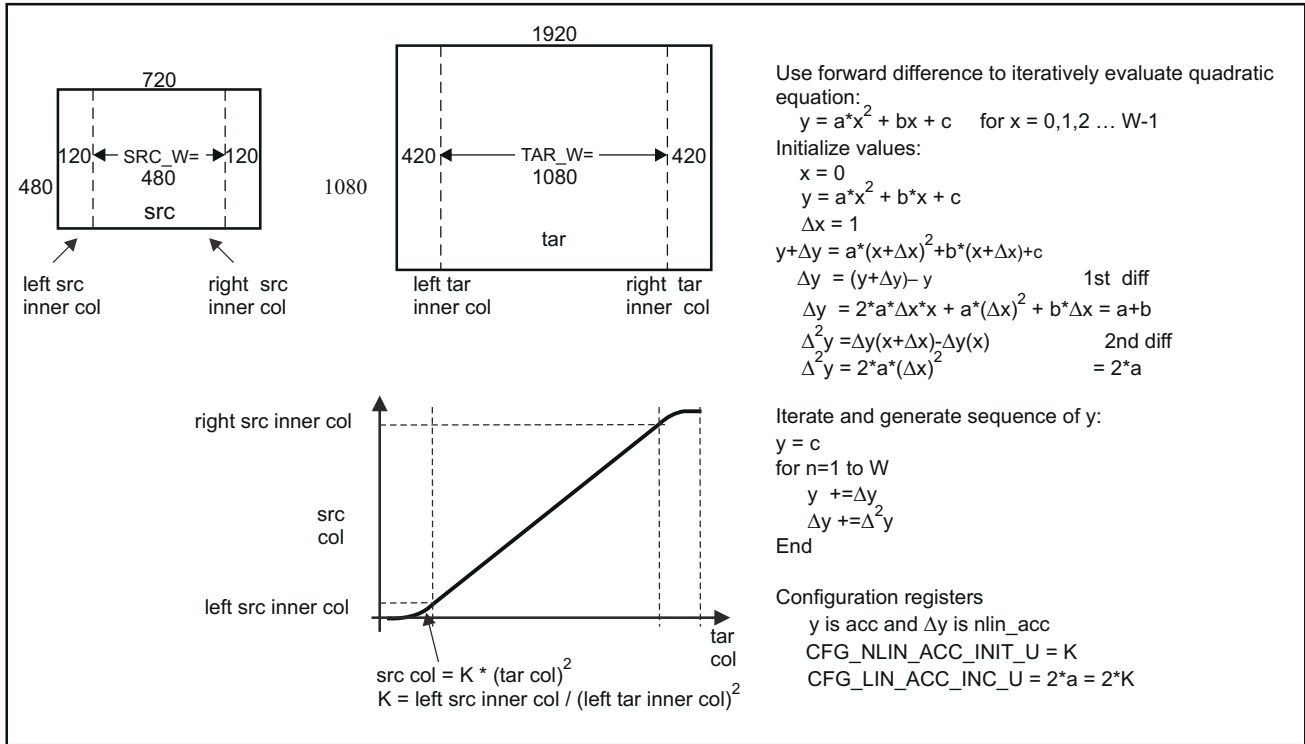 720
120
SRC_W=
480
120
480
src
left src
inner col
right src
inner col
1920
420
TAR_W=
1080
420
1080
tar
left tar
inner col
right tar
inner col
right src inner col
src
col
left src inner col
tar
col
src col = K * (tar col)²
K = left src inner col / (left tar inner col)²
Use forward difference to iteratively evaluate quadratic
equation:
y = a*x² + bx + c for x = 0,1,2 … W-1
Initialize values:
x = 0
y = a*x² + b*x + c
Δx = 1
y+Δy = a*(x+Δx)²+b*(x+Δx)+c
Δy = (y+Δy)– y 1st diff
Δy = 2*a*Δx*x + a*(Δx)² + b*Δx = a+b
Δ²y =Δy(x+Δx)-Δy(x) 2nd diff
Δ²y = 2*a*(Δx)² = 2*a
Iterate and generate sequence of y:
y = c
for n=1 to W
y +=Δy
Δy +=Δ²y
End
Configuration registers
y is acc and Δy is nlin_acc
CFG_NLIN_ACC_INIT_U = K
CFG_LIN_ACC_INC_U = 2*a = 2*K